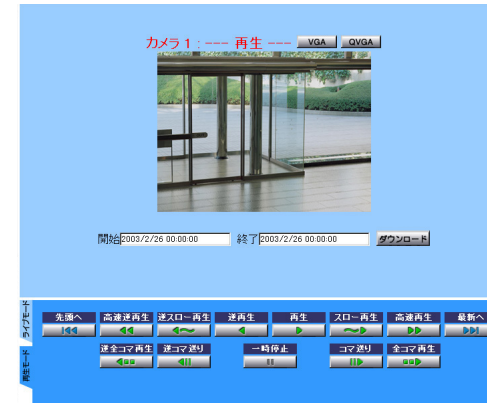 カメラ 1 : --- 再生 --- VGA QVGA
開始 2003/2/26 00:00:00 終了 2003/2/26 00:00:00 ダウンロード
ライブモード
先頭へ 高速逆再生 逆スロー再生 逆再生 再生 スロー再生 高速再生 最新へ
再生モード
逆全コマ再生 逆コマ送り 一時停止 コマ送り 全コマ再生